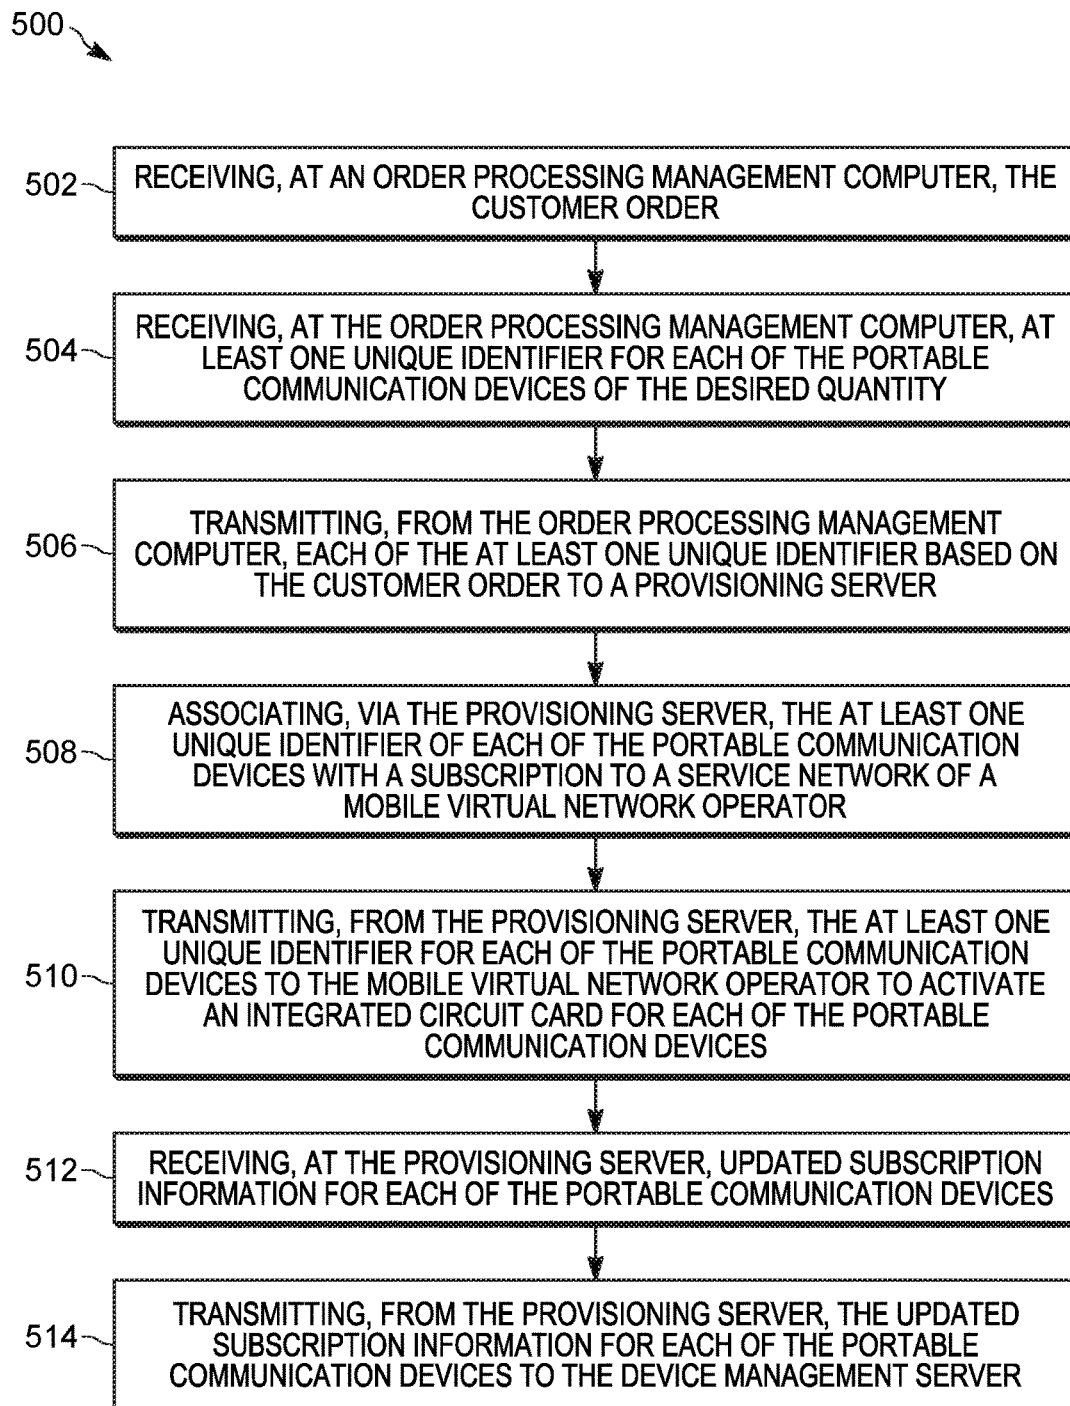 500
502
RECEIVING, AT AN ORDER PROCESSING MANAGEMENT COMPUTER, THE
CUSTOMER ORDER
504
RECEIVING, AT THE ORDER PROCESSING MANAGEMENT COMPUTER, AT
LEAST ONE UNIQUE IDENTIFIER FOR EACH OF THE PORTABLE
COMMUNICATION DEVICES OF THE DESIRED QUANTITY
506
TRANSMITTING, FROM THE ORDER PROCESSING MANAGEMENT
COMPUTER, EACH OF THE AT LEAST ONE UNIQUE IDENTIFIER BASED ON
THE CUSTOMER ORDER TO A PROVISIONING SERVER
508
ASSOCIATING, VIA THE PROVISIONING SERVER, THE AT LEAST ONE
UNIQUE IDENTIFIER OF EACH OF THE PORTABLE COMMUNICATION
DEVICES WITH A SUBSCRIPTION TO A SERVICE NETWORK OF A
MOBILE VIRTUAL NETWORK OPERATOR
510
TRANSMITTING, FROM THE PROVISIONING SERVER, THE AT LEAST ONE
UNIQUE IDENTIFIER FOR EACH OF THE PORTABLE COMMUNICATION
DEVICES TO THE MOBILE VIRTUAL NETWORK OPERATOR TO ACTIVATE
AN INTEGRATED CIRCUIT CARD FOR EACH OF THE PORTABLE
COMMUNICATION DEVICES
512
RECEIVING, AT THE PROVISIONING SERVER, UPDATED SUBSCRIPTION
INFORMATION FOR EACH OF THE PORTABLE COMMUNICATION DEVICES
514
TRANSMITTING, FROM THE PROVISIONING SERVER, THE UPDATED
SUBSCRIPTION INFORMATION FOR EACH OF THE PORTABLE
COMMUNICATION DEVICES TO THE DEVICE MANAGEMENT SERVER